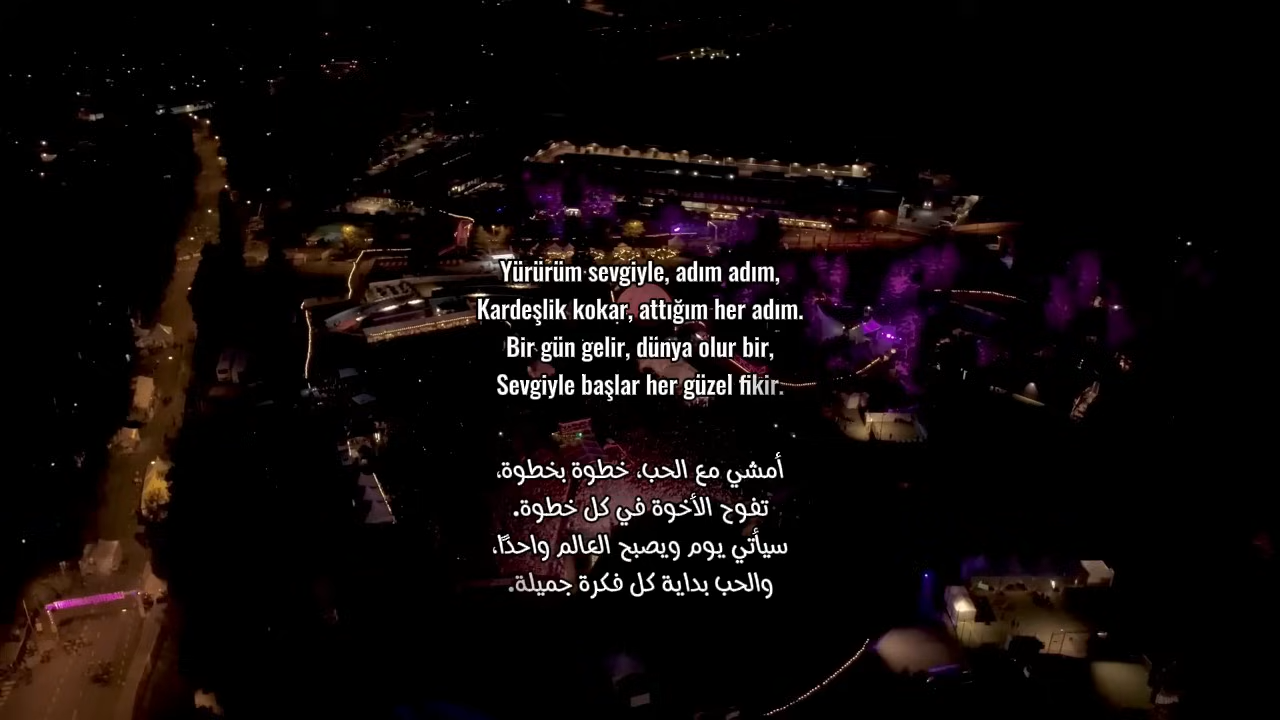 Yürürüm sevgiyle, adım adım,
Kardeşlik kokar, attığım her adım.
Bir gün gelir, dünya olur bir,
Sevgiyle başlar her güzel fikir.
أمشي مع الحب، خطوة بخطوة،
تفوح الأخوة في كل خطوة.
سيأتي يوم ويصبح العالم واحدًا،
والحب بداية كل فكرة جميلة.